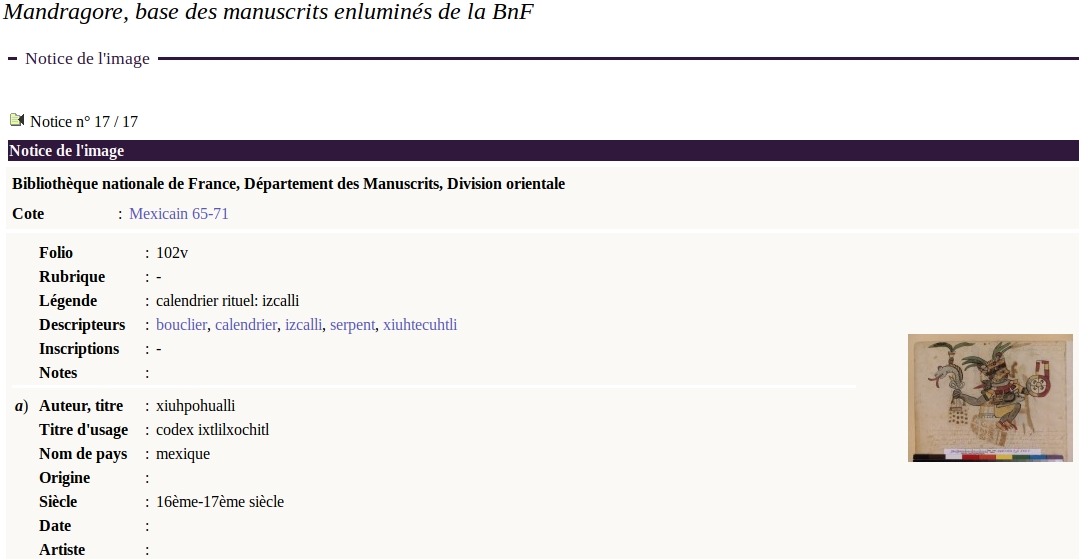 Mandragore, base des manuscrits enluminés de la BnF
Notice de l'image
Notice n° 17 / 17
Notice de l'image
Bibliothèque nationale de France, Département des Manuscrits, Division orientale
Cote : Mexicain 65-71
Folio : 102v
Rubrique : -
Légende : calendrier rituel: izcalli
Descripteurs : bouclier, calendrier, izcalli, serpent, xiuhtecuhtli
Inscriptions : -
Notes :
a) Auteur, titre : xiuhpohualli
Titre d'usage : codex ixtlilxochitl
Nom de pays : mexique
Origine :
Siècle : 16ème-17ème siècle
Date :
Artiste :